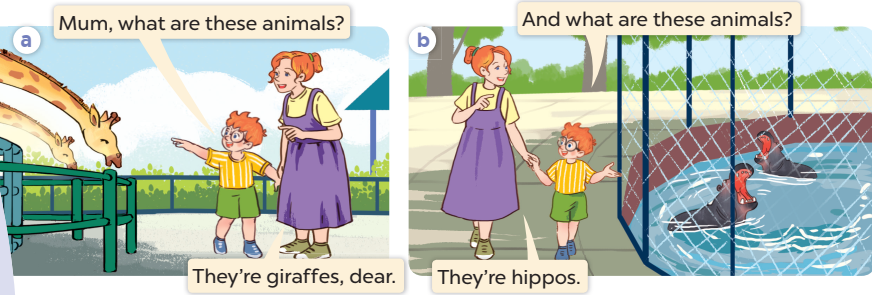 a
Mum, what are these animals?
They're giraffes, dear.
b
And what are these animals?
They're hippos.